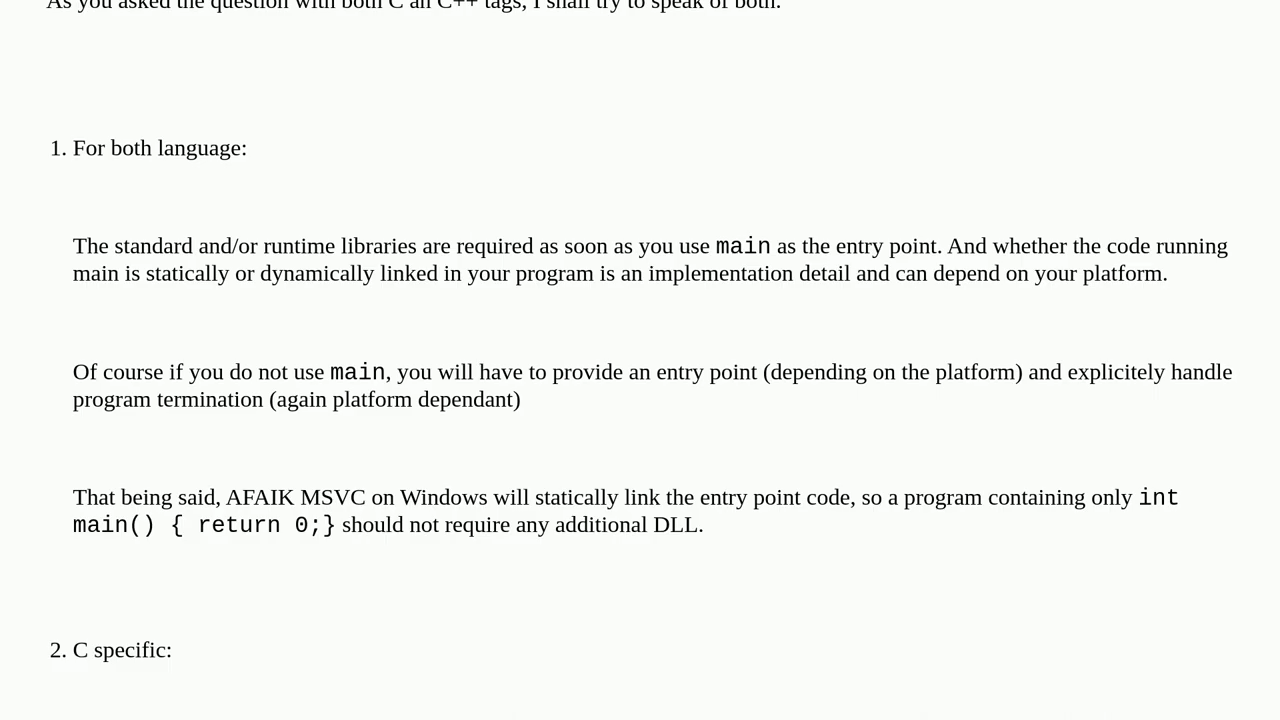 As you asked the question with both C an C++ tags, I shall try to speak of both.
1. For both language:
The standard and/or runtime libraries are required as soon as you use main as the entry point. And whether the code running
main is statically or dynamically linked in your program is an implementation detail and can depend on your platform.
Of course if you do not use main, you will have to provide an entry point (depending on the platform) and explicitely handle
program termination (again platform dependant)
That being said, AFAIK MSVC on Windows will statically link the entry point code, so a program containing only int
main() { return 0;} should not require any additional DLL.
2. C specific: